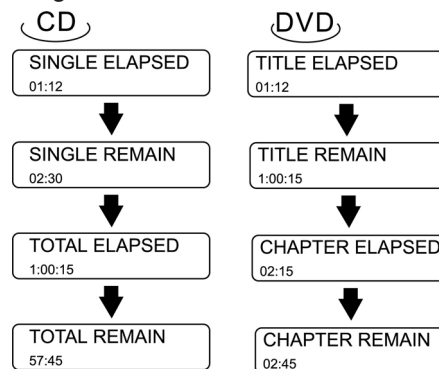 CD
SINGLE ELAPSED
01:12
SINGLE REMAIN
02:30
TOTAL ELAPSED
1:00:15
TOTAL REMAIN
57:45
DVD
TITLE ELAPSED
01:12
TITLE REMAIN
1:00:15
CHAPTER ELAPSED
02:15
CHAPTER REMAIN
02:45